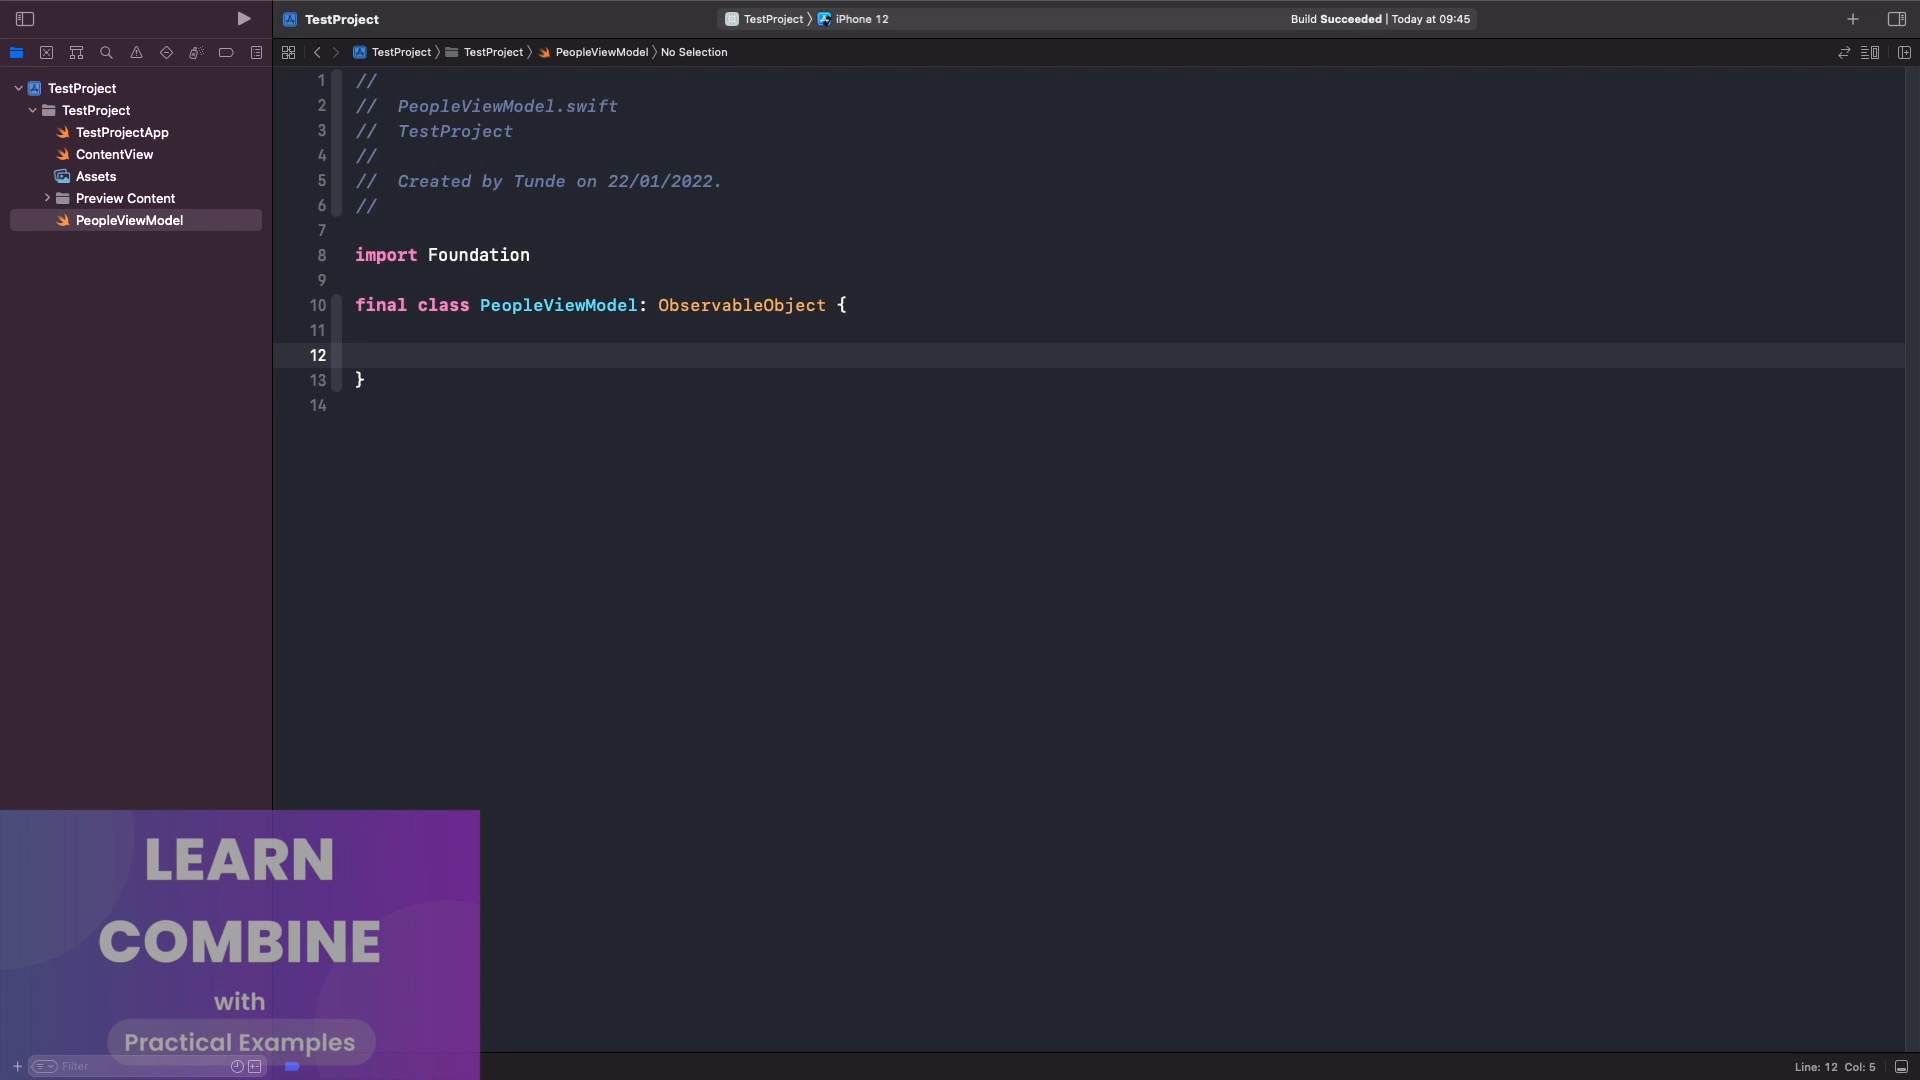 TestProject
TestProject
iPhone 12
Build Succeeded | Today at 09:45
TestProject
TestProject
PeopleViewModel
No Selection
TestProject
TestProject
TestProjectApp
ContentView
Assets
Preview Content
PeopleViewModel
1 //
2 // PeopleViewModel.swift
3 // TestProject
4 //
5 // Created by Tunde on 22/01/2022.
6 //
7
8 import Foundation
9
10 final class PeopleViewModel: ObservableObject {
11
12
13 }
14
LEARN
COMBINE
with
Practical Examples
Filter
Line: 12 Col: 5